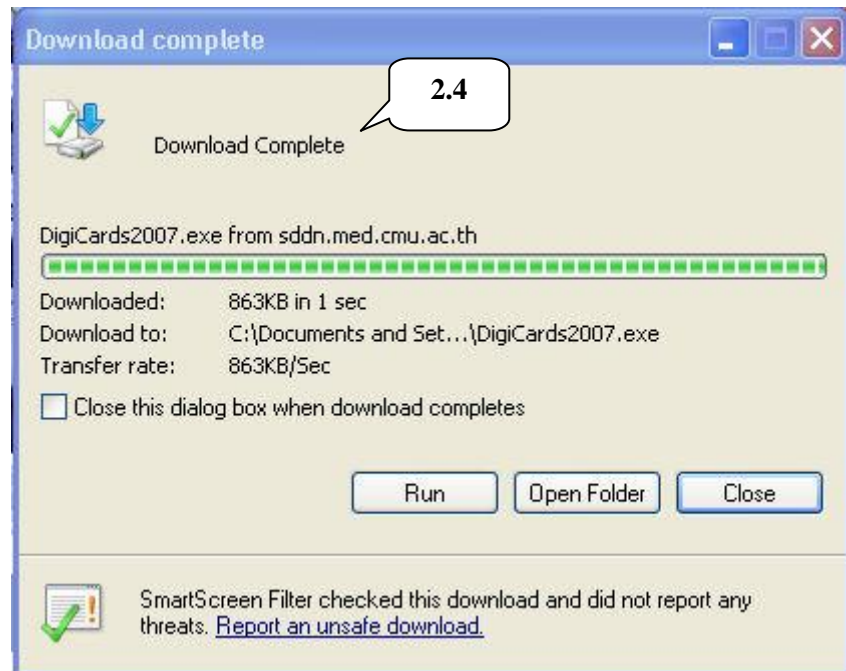 Download complete
2.4
Download Complete
DigiCards2007.exe from sddn.med.cmu.ac.th
Downloaded: 863KB in 1 sec
Download to: C:\Documents and Set...\DigiCards2007.exe
Transfer rate: 863KB/Sec
Close this dialog box when download completes
Run Open Folder Close
SmartScreen Filter checked this download and did not report any
threats. Report an unsafe download.